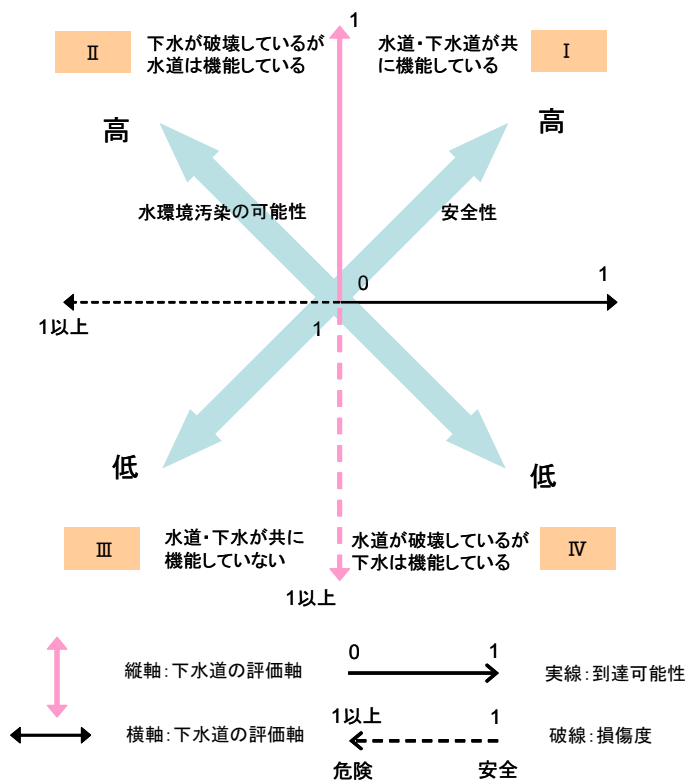 1
Ⅱ
下水が破壊しているが
水道は機能している
水道・下水道が共
に機能している
Ⅰ
高
高
水環境汚染の可能性
安全性
0
1
1以上
1
低
低
Ⅲ
水道・下水が共に
機能していない
水道が破壊しているが
下水は機能している
Ⅳ
1以上
縦軸：下水道の評価軸
0
1
実線：到達可能性
横軸：下水道の評価軸
1以上
1
破線：損傷度
危険
安全